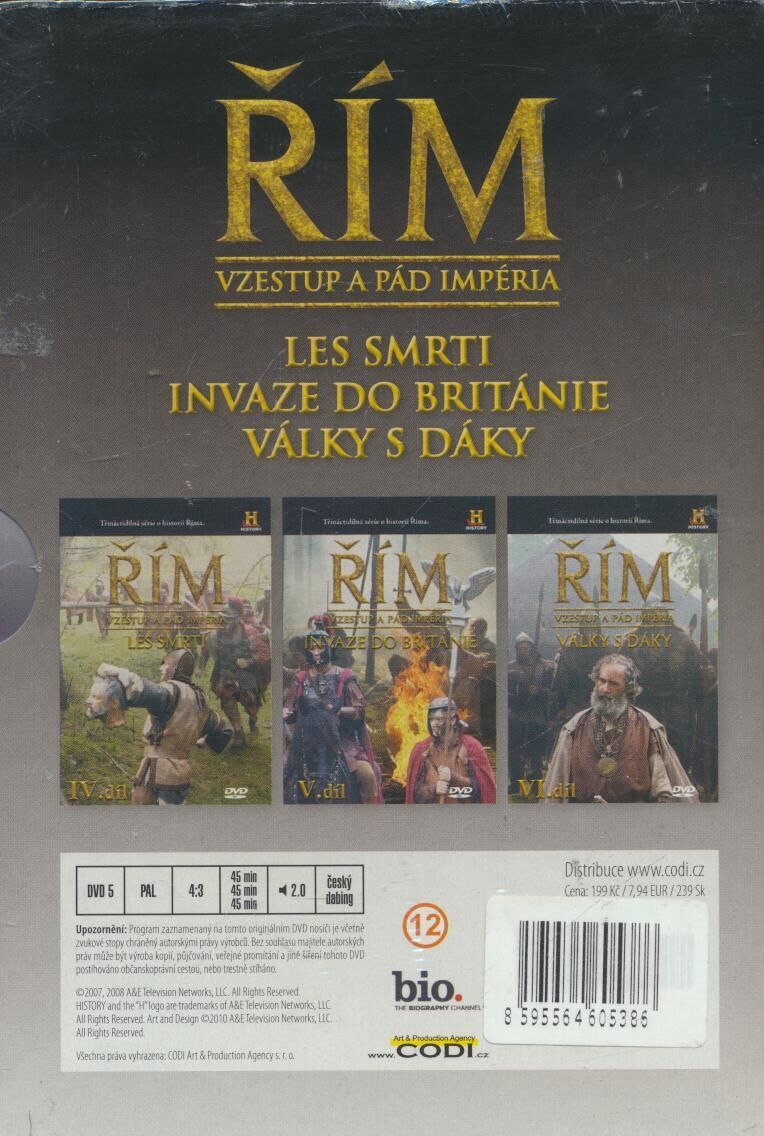 ŘÍM
VZESTUP A PÁD IMPÉRIA
LES SMRTI
INVAZE DO BRITÁNIE
VÁLKY S DÁKY
Třináctidílná série o historii Říma.
H
HISTORY
ŘÍM
VZESTUP A PÁD IMPÉRIA
LES SMRTI
IV. díl
DVD
Třináctidílná série o historii Říma.
H
HISTORY
ŘÍM
VZESTUP A PÁD IMPÉRIA
INVAZE DO BRITÁNIE
V. díl
DVD
Třináctidílná série o historii Říma.
H
HISTORY
ŘÍM
VZESTUP A PÁD IMPÉRIA
VÁLKY S DÁKY
VI. díl
DVD
DVD 5
PAL
4:3
45 min
45 min
45 min
2.0
český
dabing
Upozornění: Program zaznamenaný na tomto originálním DVD nosiči je včetně
zvukové stopy chráněný autorskými právy výrobců. Bez souhlasu majitele autorských
práv může být výroba kopií, půjčování, veřejné promítání a jiné šíření tohoto DVD
postihováno občanskoprávní cestou, nebo trestně stíháno.
©2007, 2008 A&E Television Networks, LLC. All Rights Reserved.
HISTORY and the "H" logo are trademarks of A&E Television Networks, LLC.
All Rights Reserved. Art and Design ©2010 A&E Television Networks, LLC.
All Rights Reserved.
Všechna práva vyhrazena: CODI Art & Production Agency s. r. o.
12
bio.
THE BIOGRAPHY CHANNEL
Art & Production Agency
www.CODI.cz
Distribuce www.codi.cz
Cena: 199 Kč / 7,94 EUR / 239 Sk
8 595564 605386